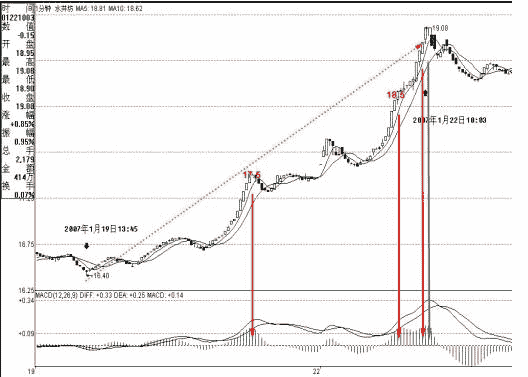 时间
01221003
数值
-0.15
开盘
18.95
最高
19.08
最低
18.90
收盘
19.08
涨幅
+0.85%
振幅
0.95%
总手
2,179
金额
414万
换手
0.07%
1分钟 水井坊 MA5: 18.81 MA10: 18.62
19.08
18.5
2007年1月22日10:03
17.5
2007年1月19日13:45
16.75
16.40
16.25
MACD(12,26,9) DIFF: +0.33 DEA: +0.25 MACD: +0.14
+0.24
+0.09
19
22